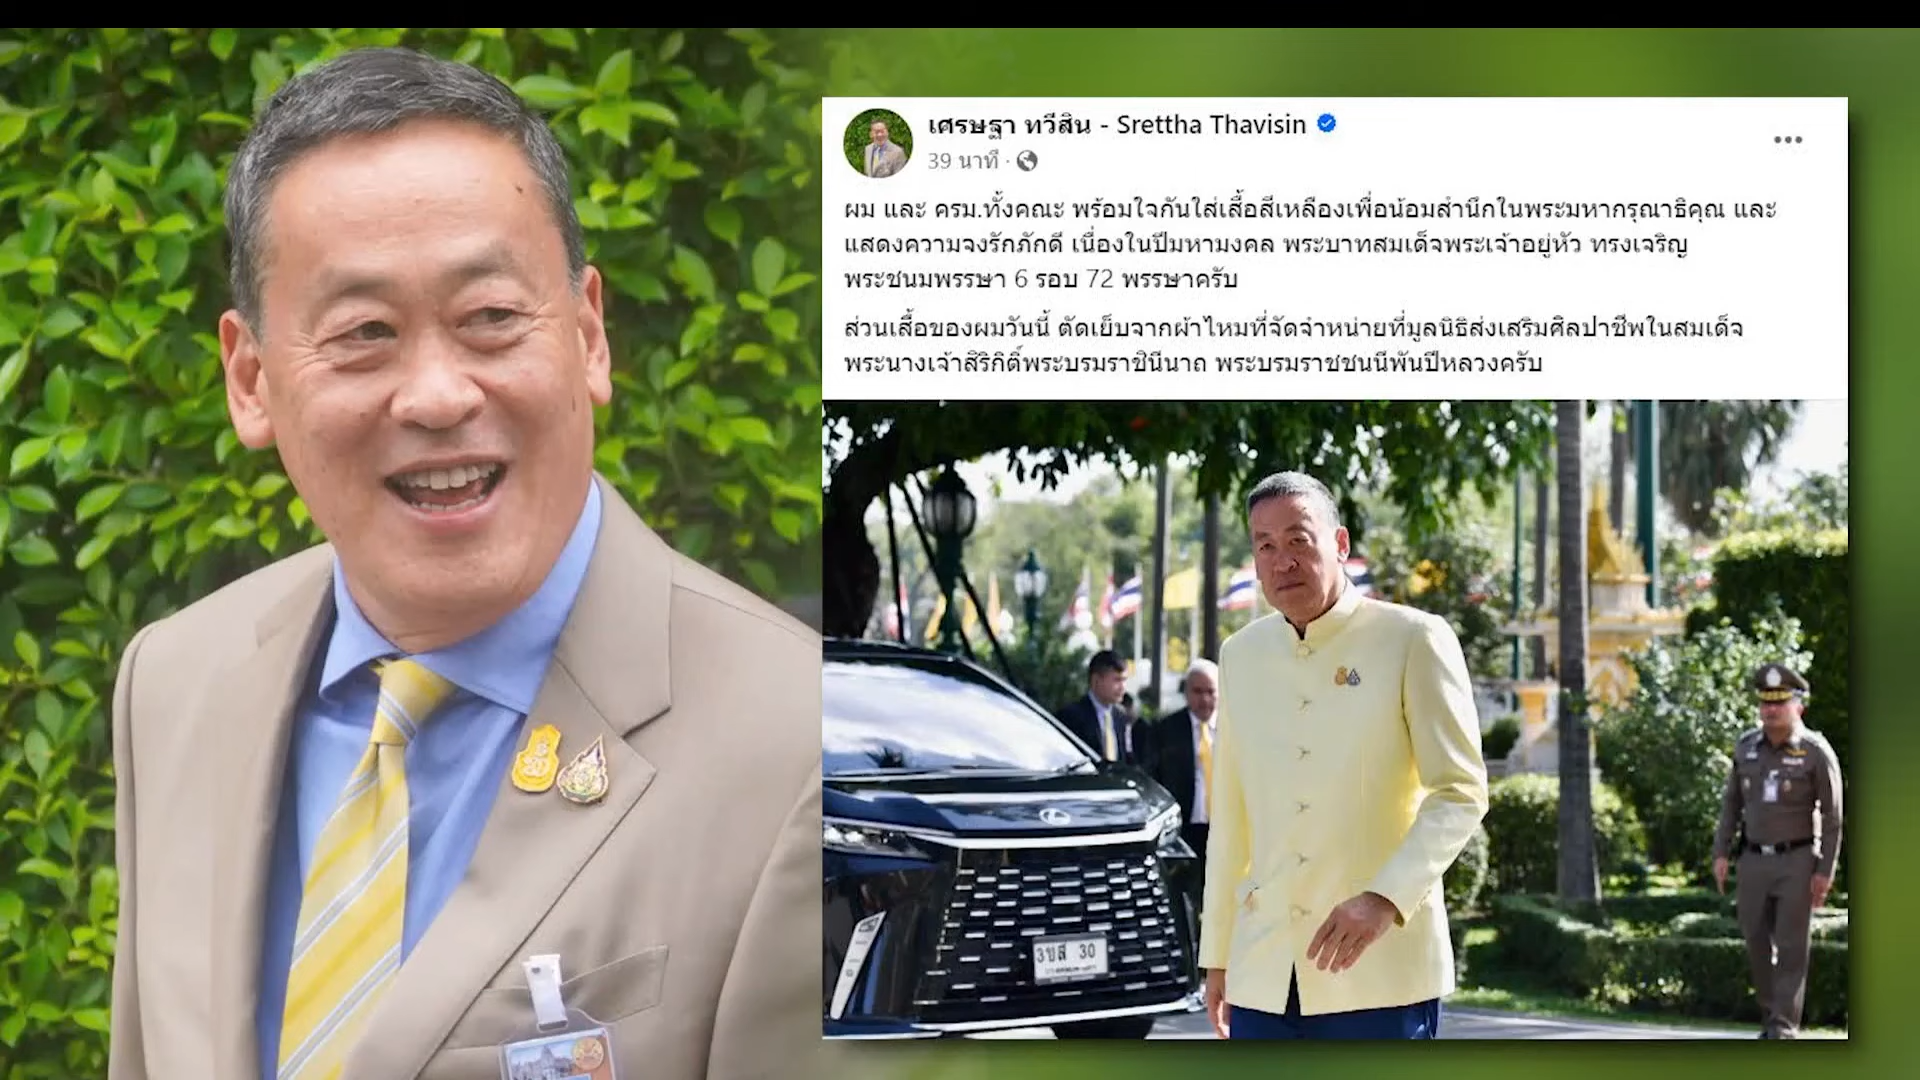 เศรษฐา ทวีสิน - Srettha Thavisin
39 นาที ·
ผม และ ครม.ทั้งคณะ พร้อมใจกันใส่เสื้อสีเหลืองเพื่อน้อมสำนึกในพระมหากรุณาธิคุณ และ
แสดงความจงรักภักดี เนื่องในปีมหามงคล พระบาทสมเด็จพระเจ้าอยู่หัว ทรงเจริญ
พระชนมพรรษา 6 รอบ 72 พรรษาครับ
ส่วนเสื้อของผมวันนี้ ตัดเย็บจากผ้าไหมที่จัดจำหน่ายที่มูลนิธิส่งเสริมศิลปาชีพในสมเด็จ
พระนางเจ้าสิริกิติ์พระบรมราชินีนาถ พระบรมราชชนนีพันปีหลวงครับ
3ขส 30